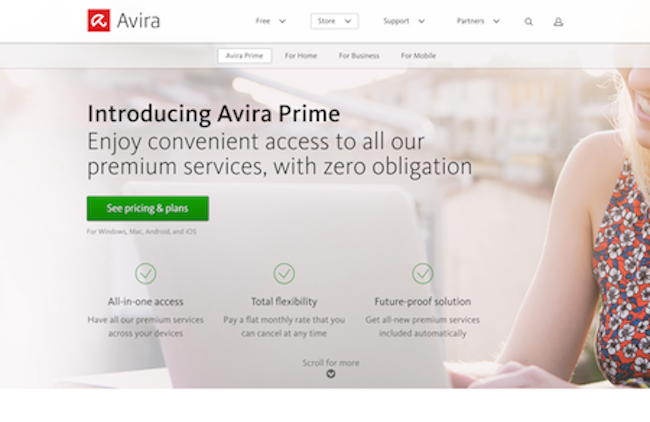 Avira
Free
Store
Support
Partners
Avira Prime
For Home
For Business
For Mobile
Introducing Avira Prime
Enjoy convenient access to all our
premium services, with zero obligation
See pricing & plans
For Windows, Mac, Android, and iOS
All-in-one access
Have all our premium services
across your devices
Total flexibility
Pay a flat monthly rate that you
can cancel at any time
Future-proof solution
Get all-new premium services
included automatically
Scroll for more